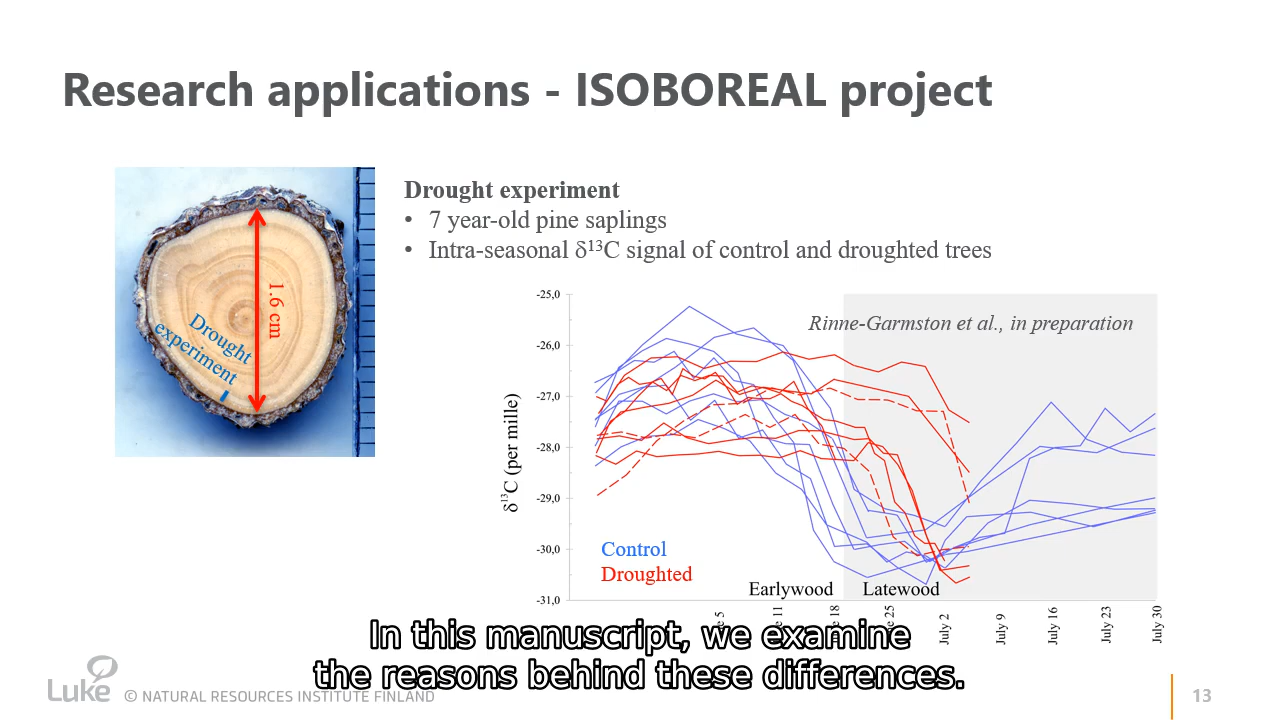 Research applications - ISOBOREAL project
Drought experiment
• 7 year-old pine saplings
• Intra-seasonal δ¹³C signal of control and droughted trees
1.6 cm
Drought
experiment
Rinne-Garmston et al., in preparation
δ¹³C (per mille)
-25,0
-26,0
-27,0
-28,0
-29,0
-30,0
-31,0
Control
Droughted
Earlywood
Latewood
5
11
18
25
July 2
July 9
July 16
July 23
July 30
In this manuscript, we examine
the reasons behind these differences.
Luke
© NATURAL RESOURCES INSTITUTE FINLAND
13